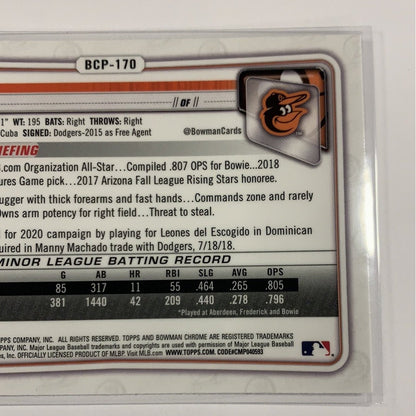 BCP-170
1" WT: 195 BATS: Right THROWS: Right // OF //
Cuba SIGNED: Dodgers-2015 as Free Agent @BowmanCards
EFING
.com Organization All-Star...Compiled .807 OPS for Bowie...2018
ures Game pick...2017 Arizona Fall League Rising Stars honoree.
ugger with thick forearms and fast hands...Commands zone and rarely
Owns arm potency for right field...Threat to steal.
d for 2020 campaign by playing for Leones del Escogido in Dominican
quired in Manny Machado trade with Dodgers, 7/18/18.
MINOR LEAGUE BATTING RECORD
G AB HR RBI SLG AVG OPS
85 317 11 55 .464 .265 .805
381 1440 42 209 .440 .278 .796
*Played at Aberdeen, Frederick and Bowie
TOPPS COMPANY, INC. ALL RIGHTS RESERVED. TOPPS AND BOWMAN CHROME ARE REGISTERED TRADEMARKS
COMPANY, INC. Major League Baseball trademarks and copyrights are used with permission of Major League Baseball
es, Inc. OFFICIALLY LICENSED PRODUCT OF MLBP. Visit MLB.com WWW.TOPPS.COM. CODE#CMP040593